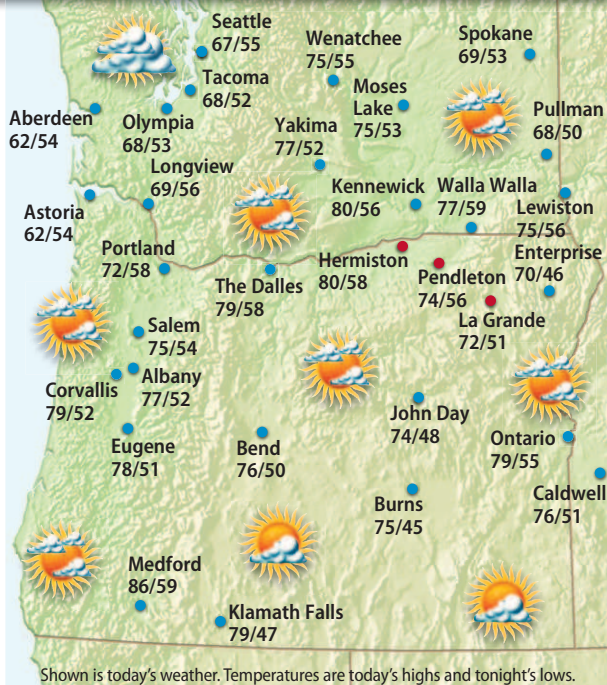 Seattle
67/55
Wenatchee
75/55
Spokane
69/53
Tacoma
68/52
Moses
Lake
75/53
Pullman
68/50
Aberdeen
62/54
Olympia
68/53
Yakima
77/52
Longview
69/56
Kennewick
80/56
Walla Walla
77/59
Lewiston
75/56
Astoria
62/54
Portland
72/58
The Dalles
79/58
Hermiston
80/58
Pendleton
74/56
Enterprise
70/46
La Grande
72/51
Salem
75/54
Albany
77/52
Corvallis
79/52
John Day
74/48
Eugene
78/51
Bend
76/50
Ontario
79/55
Burns
75/45
Caldwell
76/51
Medford
86/59
Klamath Falls
79/47
Shown is today's weather. Temperatures are today's highs and tonight's lows.